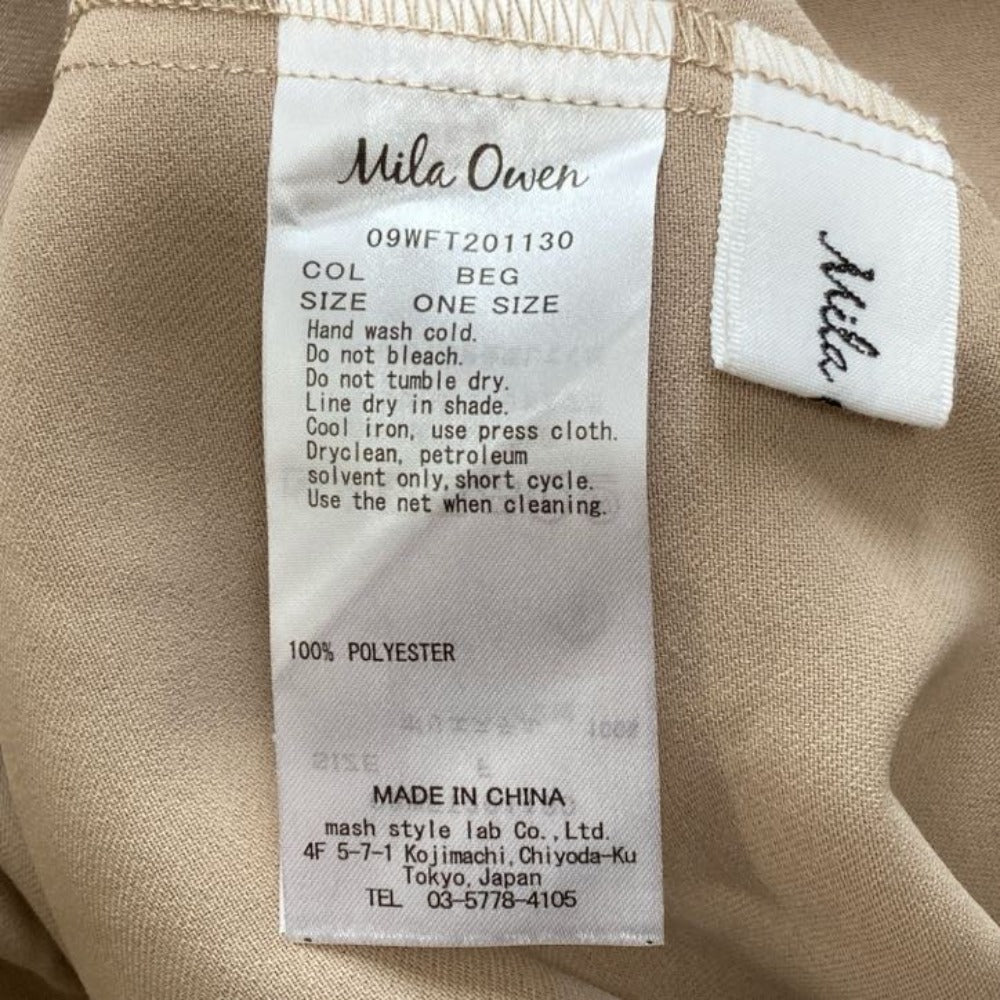 Mila Owen
09WFT201130
COL BEG
SIZE ONE SIZE
Hand wash cold.
Do not bleach.
Do not tumble dry.
Line dry in shade.
Cool iron, use press cloth.
Dryclean, petroleum
solvent only, short cycle.
Use the net when cleaning.
100% POLYESTER
MADE IN CHINA
mash style lab Co., Ltd.
4F 5-7-1 Kojimachi, Chiyoda-Ku
Tokyo, Japan
TEL 03-5778-4105
Mila